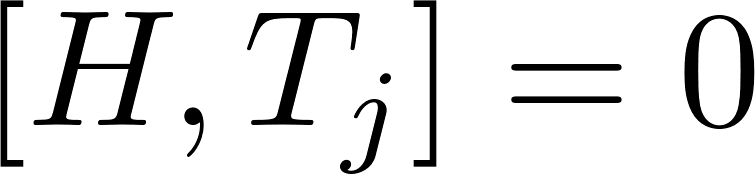 [H, T_j] = 0